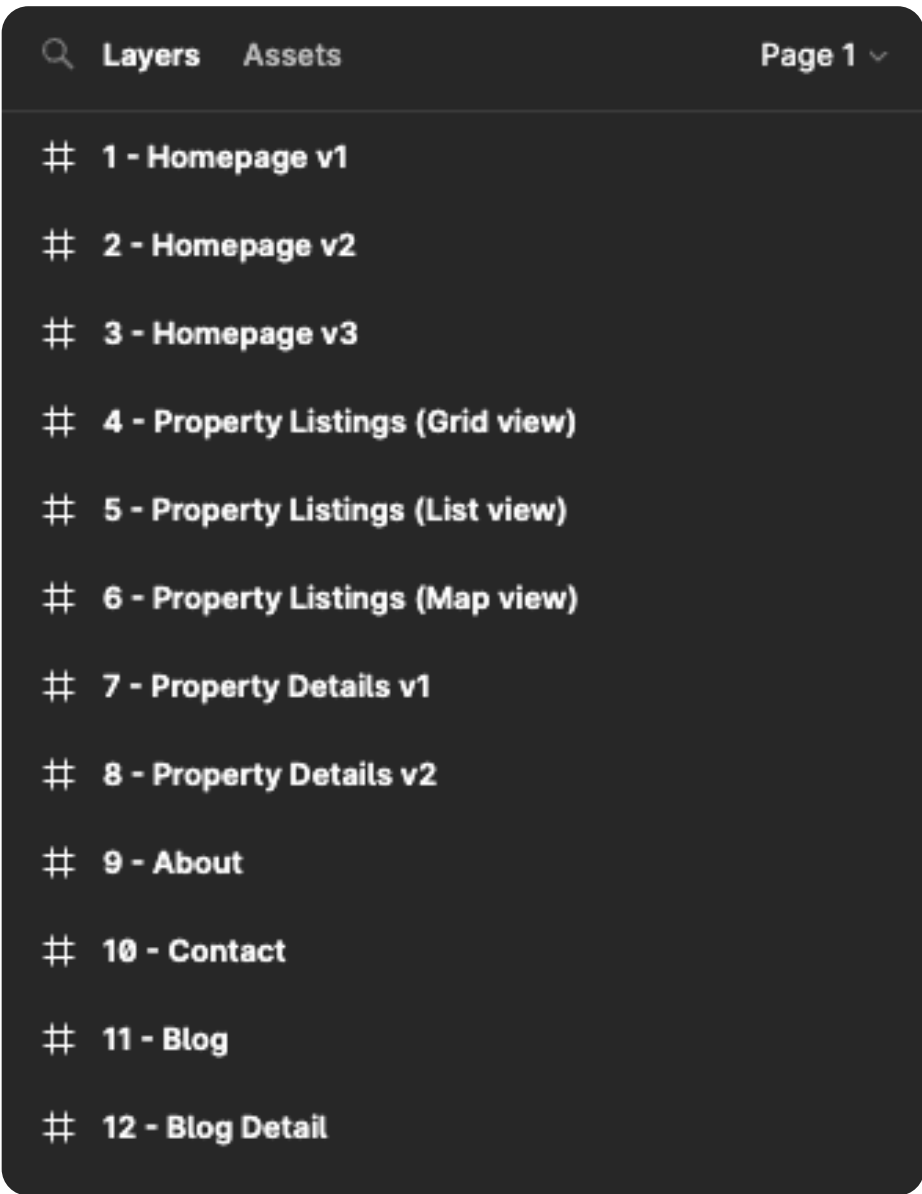 Layers Assets Page 1
1 - Homepage v1
2 - Homepage v2
3 - Homepage v3
4 - Property Listings (Grid view)
5 - Property Listings (List view)
6 - Property Listings (Map view)
7 - Property Details v1
8 - Property Details v2
9 - About
10 - Contact
11 - Blog
12 - Blog Detail